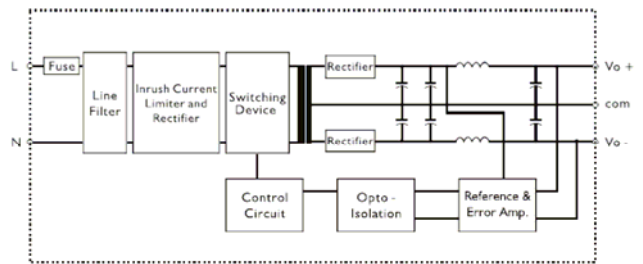 L
Fuse
Line
Filter
Inrush Current
Limiter and
Rectifier
Switching
Device
Rectifier
Rectifier
Vo +
com
Vo -
N
Control
Circuit
Opto -
Isolation
Reference &
Error Amp.